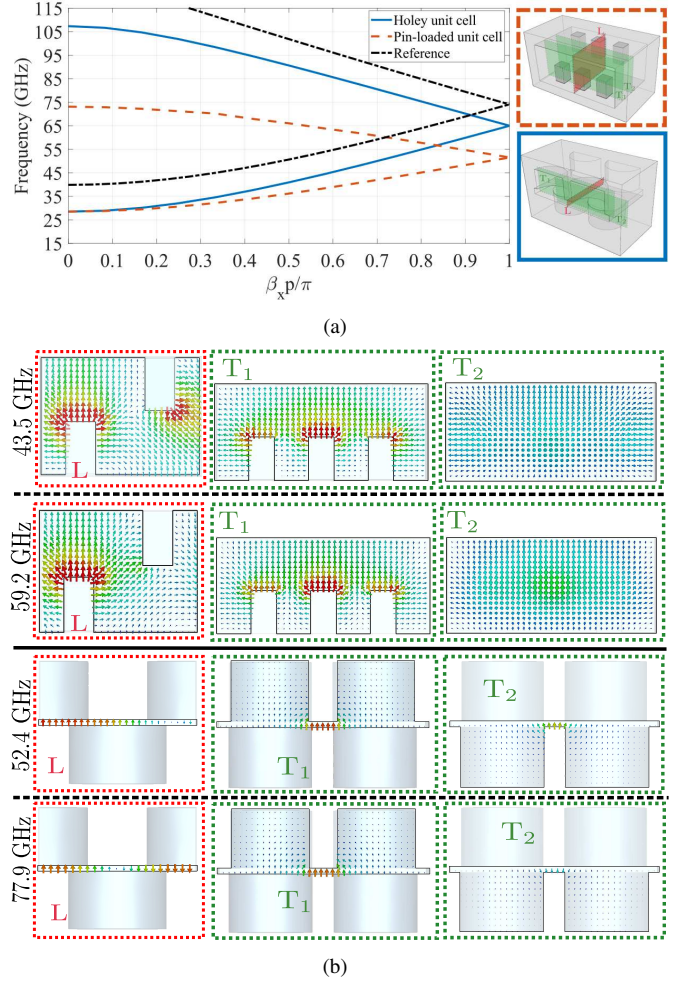 115
105
95
85
75
65
55
45
35
25
15
Frequency (GHz)
0
0.1
0.2
0.3
0.4
0.5
0.6
0.7
0.8
0.9
1
βₓp/π
Holey unit cell
Pin-loaded unit cell
Reference
L
T₁
T₂
T₁
L
T₂
(a)
43.5 GHz
L
T₁
T₂
59.2 GHz
L
T₁
T₂
52.4 GHz
L
T₁
T₂
77.9 GHz
L
T₁
T₂
(b)